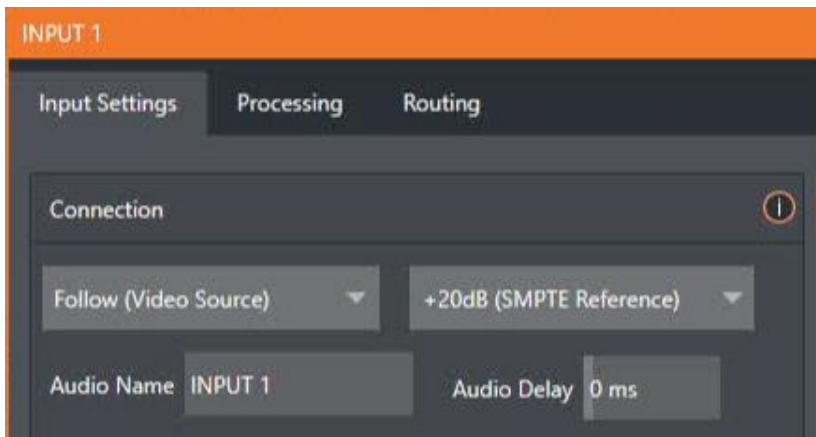 INPUT 1
Input Settings Processing Routing
Connection
Follow (Video Source) +20dB (SMPTE Reference)
Audio Name INPUT 1 Audio Delay 0 ms